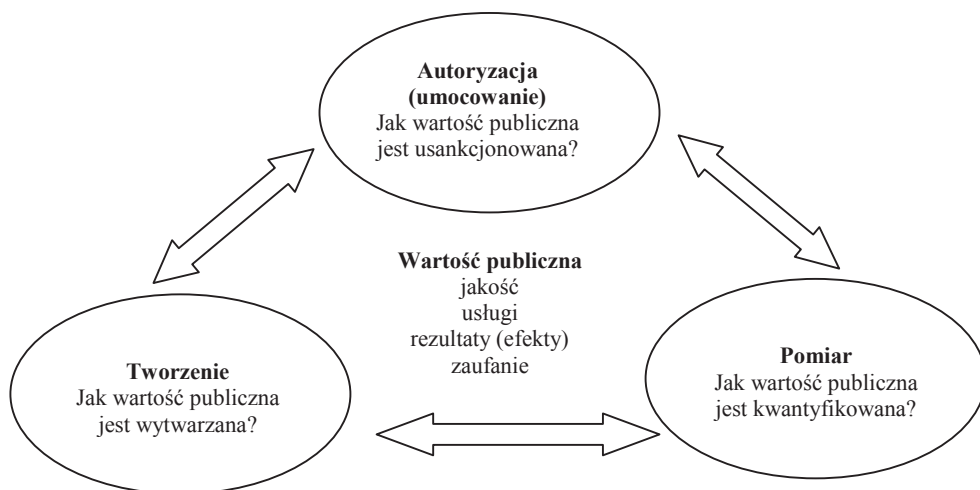 Autoryzacja
(umocowanie)
Jak wartość publiczna
jest usankcjonowana?
Wartość publiczna
jakość
usługi
rezultaty (efekty)
zaufanie
Tworzenie
Jak wartość publiczna
jest wytwarzana?
Pomiar
Jak wartość publiczna
jest kwantyfikowana?